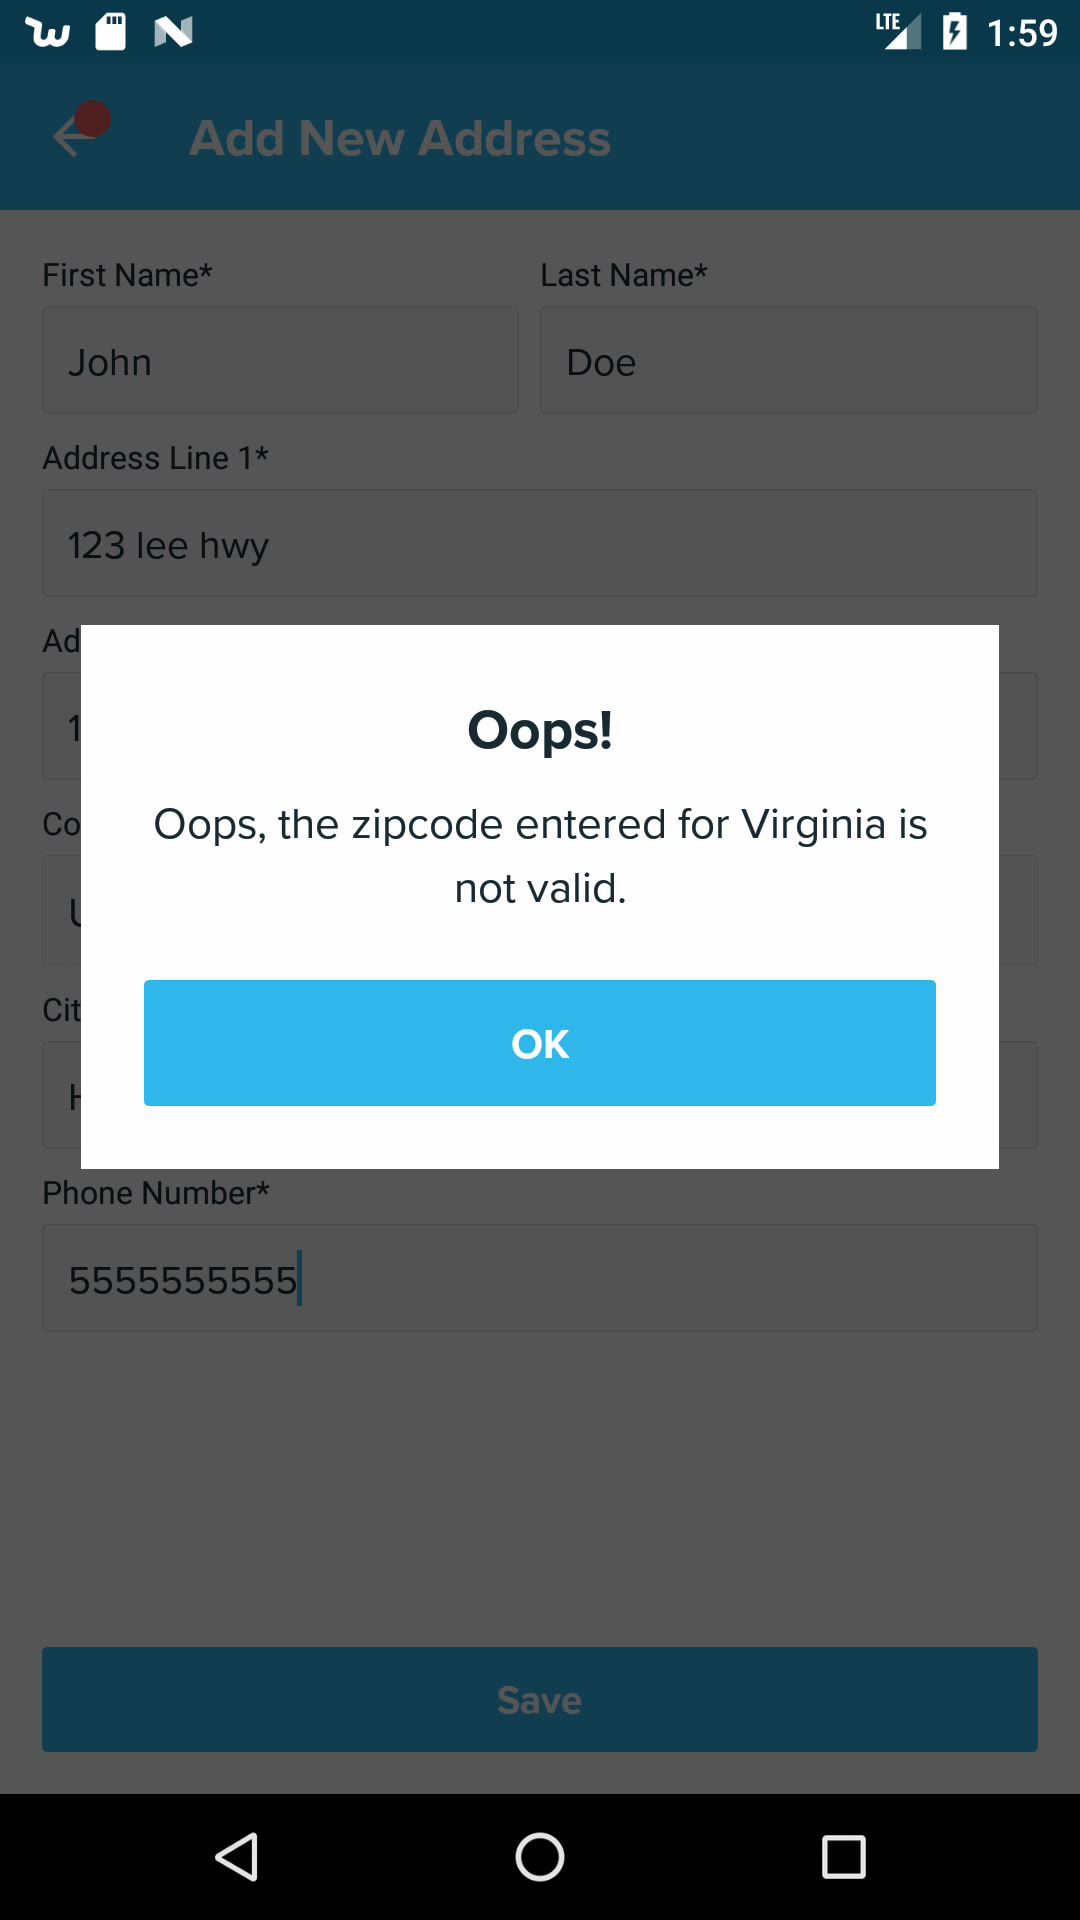 LTE 1:59
Add New Address
First Name* Last Name*
John Doe
Address Line 1*
123 lee hwy
Ad
1
Oops!
Co
Oops, the zipcode entered for Virginia is
not valid.
Cit
OK
H
Phone Number*
5555555555
Save